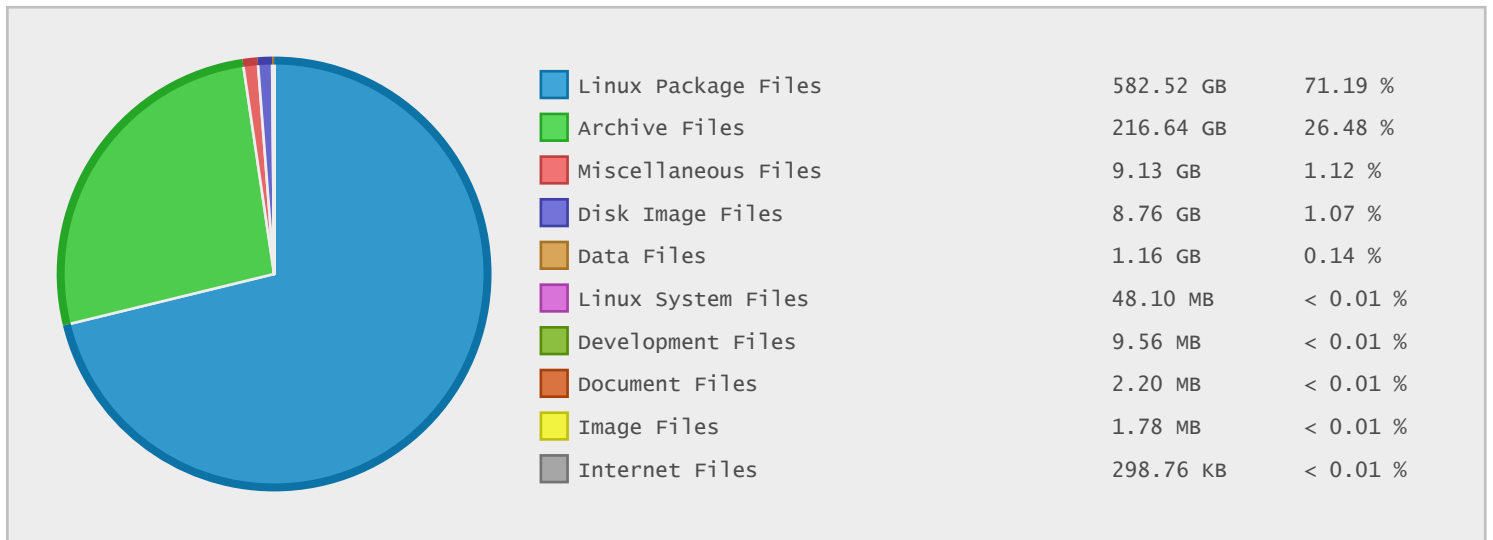 Linux Package Files 582.52 GB 71.19 %
Archive Files 216.64 GB 26.48 %
Miscellaneous Files 9.13 GB 1.12 %
Disk Image Files 8.76 GB 1.07 %
Data Files 1.16 GB 0.14 %
Linux System Files 48.10 MB < 0.01 %
Development Files 9.56 MB < 0.01 %
Document Files 2.20 MB < 0.01 %
Image Files 1.78 MB < 0.01 %
Internet Files 298.76 KB < 0.01 %